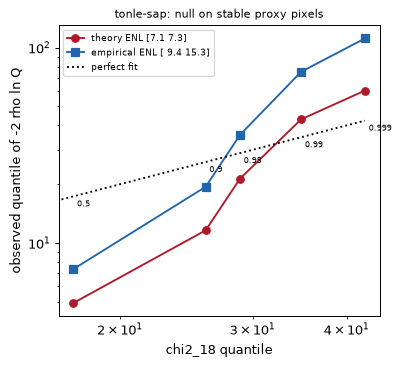 tonle-sap: null on stable proxy pixels
theory ENL [7.1 7.3]
empirical ENL [ 9.4 15.3]
perfect fit
observed quantile of -2 rho ln Q
10²
10¹
0.5
0.9
0.95
0.99
0.999
2 × 10¹
3 × 10¹
4 × 10¹
chi2_18 quantile